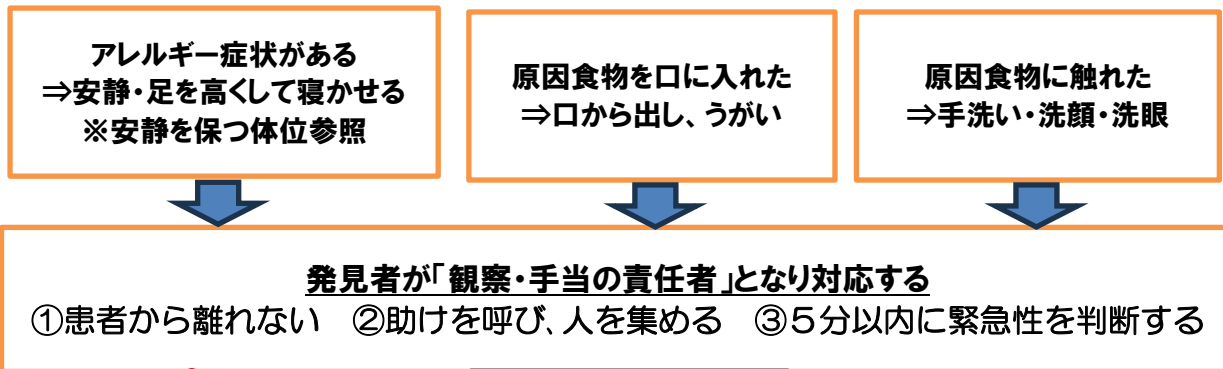 アレルギー症状がある
⇒安静・足を高くして寝かせる
※安静を保つ体位参照
原因食物を口に入れた
⇒口から出し、うがい
原因食物に触れた
⇒手洗い・洗顔・洗眼
発見者が「観察・手当の責任者」となり対応する
①患者から離れない　②助けを呼び、人を集める　③５分以内に緊急性を判断する